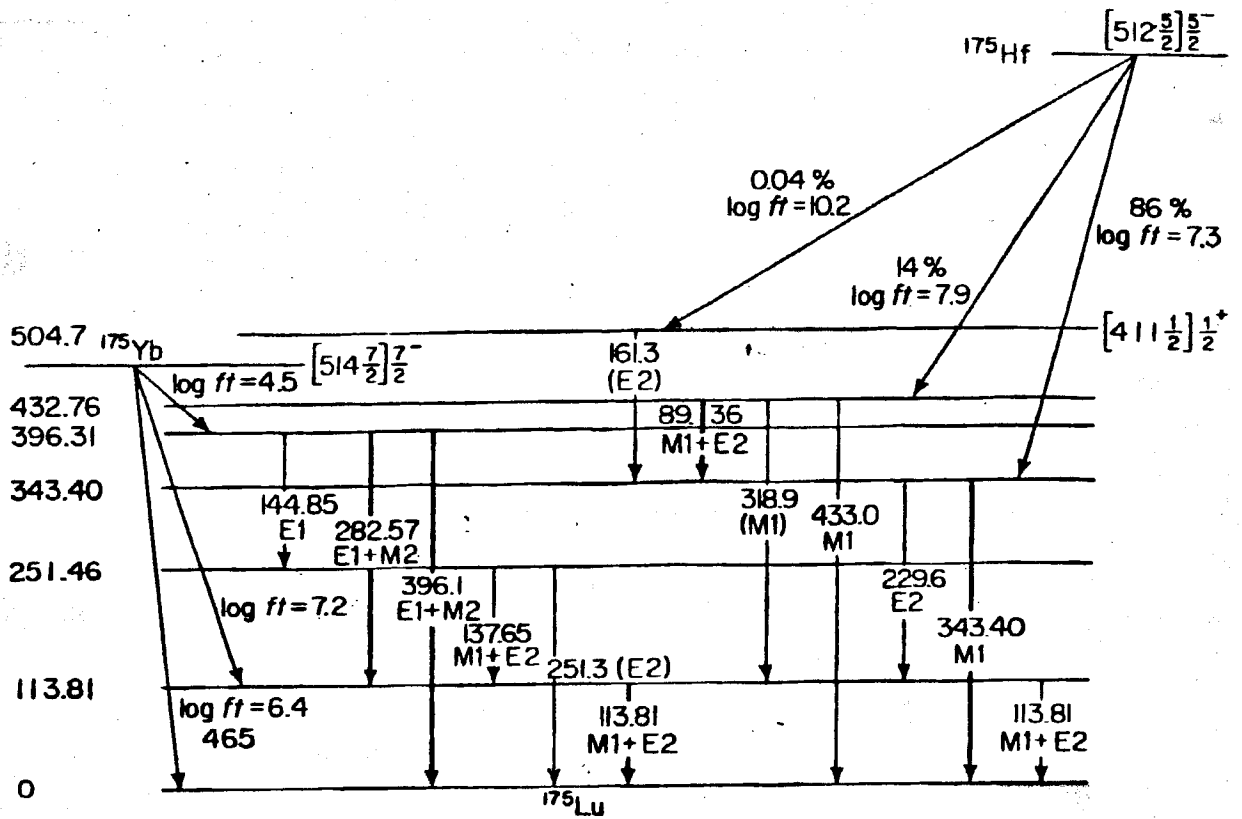 [512 5/2] 5/2⁻
¹⁷⁵Hf
0.04 %
log ft = 10.2
86 %
log ft = 7.3
14 %
log ft = 7.9
504.7
¹⁷⁵Yb
[514 7/2] 7/2⁻
[411 1/2] 1/2⁺
161.3
(E2)
log ft = 4.5
432.76
89.36
M1+E2
396.31
343.40
144.85
E1
282.57
E1+M2
318.9
(M1)
433.0
M1
251.46
396.1
E1+M2
229.6
E2
log ft = 7.2
137.65
M1+E2
343.40
M1
251.3 (E2)
113.81
log ft = 6.4
465
113.81
M1+E2
113.81
M1+E2
0
¹⁷⁵Lu